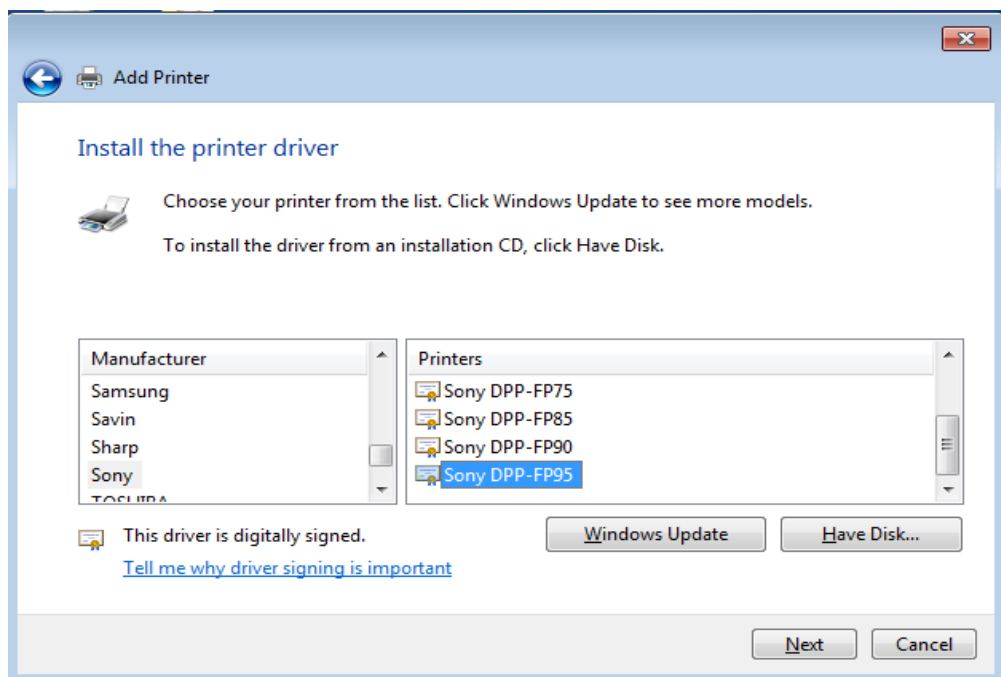 Add Printer
Install the printer driver
Choose your printer from the list. Click Windows Update to see more models.
To install the driver from an installation CD, click Have Disk.
Manufacturer
Samsung
Savin
Sharp
Sony
TOSHIBA
Printers
Sony DPP-FP75
Sony DPP-FP85
Sony DPP-FP90
Sony DPP-FP95
This driver is digitally signed.
Tell me why driver signing is important
Windows Update
Have Disk...
Next
Cancel